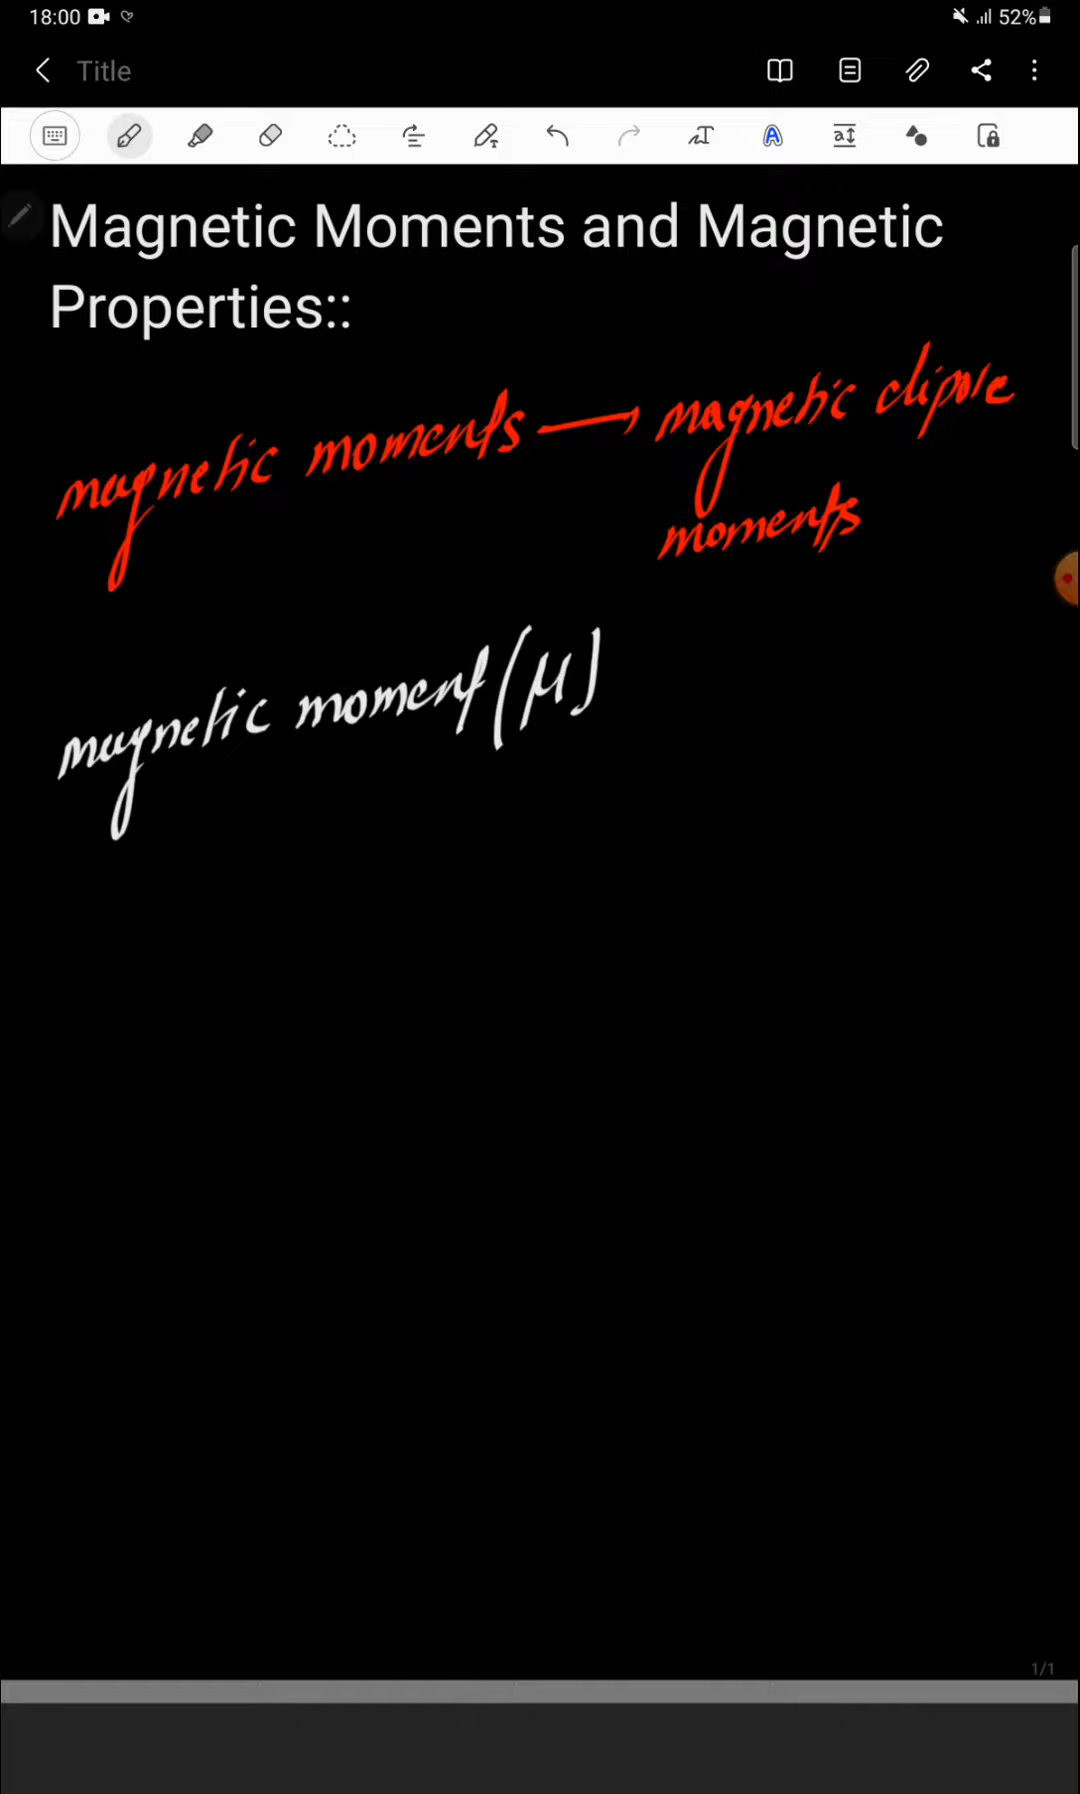 18:00 52%
Title
Magnetic Moments and Magnetic
Properties::
magnetic moments → magnetic dipole
moments
magnetic moment (μ)
1/1